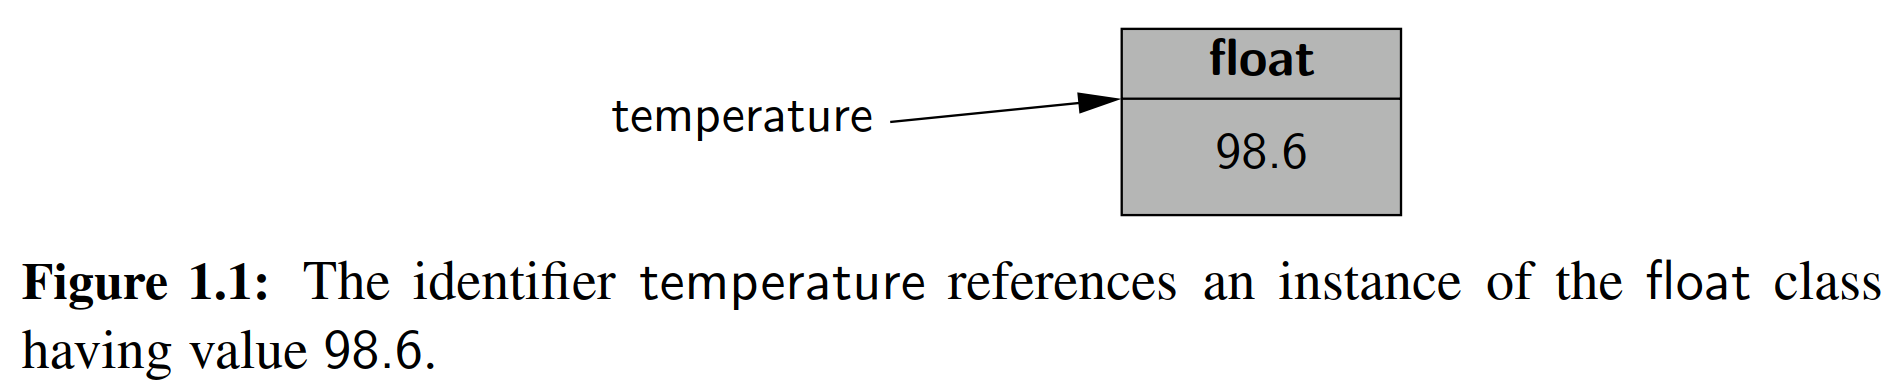 float
temperature
98.6
Figure 1.1: The identifier temperature references an instance of the float class
having value 98.6.